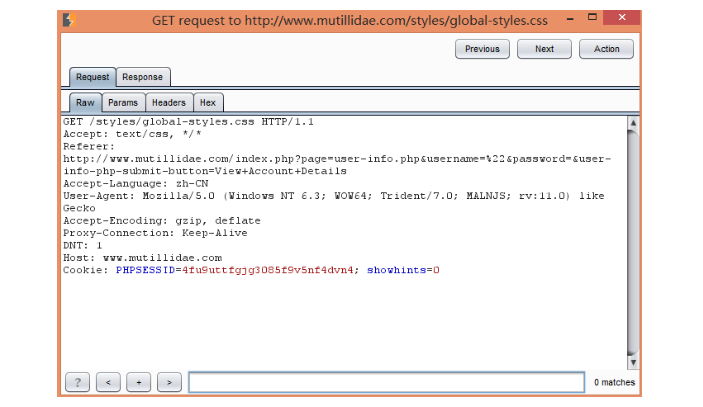 GET request to http://www.mutillidae.com/styles/global-styles.css
Previous Next Action
Request Response
Raw Params Headers Hex
GET /styles/global-styles.css HTTP/1.1
Accept: text/css, */*
Referer:
http://www.mutillidae.com/index.php?page=user-info.php&username=%22&password=&user-
info-php-submit-button=View+Account+Details
Accept-Language: zh-CN
User-Agent: Mozilla/5.0 (Windows NT 6.3; WOW64; Trident/7.0; MALNJS; rv:11.0) like
Gecko
Accept-Encoding: gzip, deflate
Proxy-Connection: Keep-Alive
DNT: 1
Host: www.mutillidae.com
Cookie: PHPSESSID=4fu9uttfgjg3085f9v5nf4dvn4; showhints=0
? < + > 0 matches